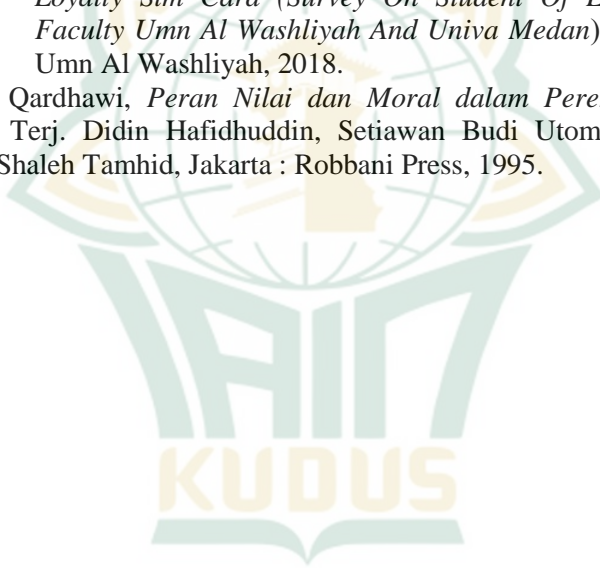 Loyalty Sim Card (Survey On Student Of E
Faculty Umn Al Washliyah And Univa Medan)
Umn Al Washliyah, 2018.
Qardhawi, Peran Nilai dan Moral dalam Pere
Terj. Didin Hafidhuddin, Setiawan Budi Utom
Shaleh Tamhid, Jakarta : Robbani Press, 1995.
IAIN
KUDUS